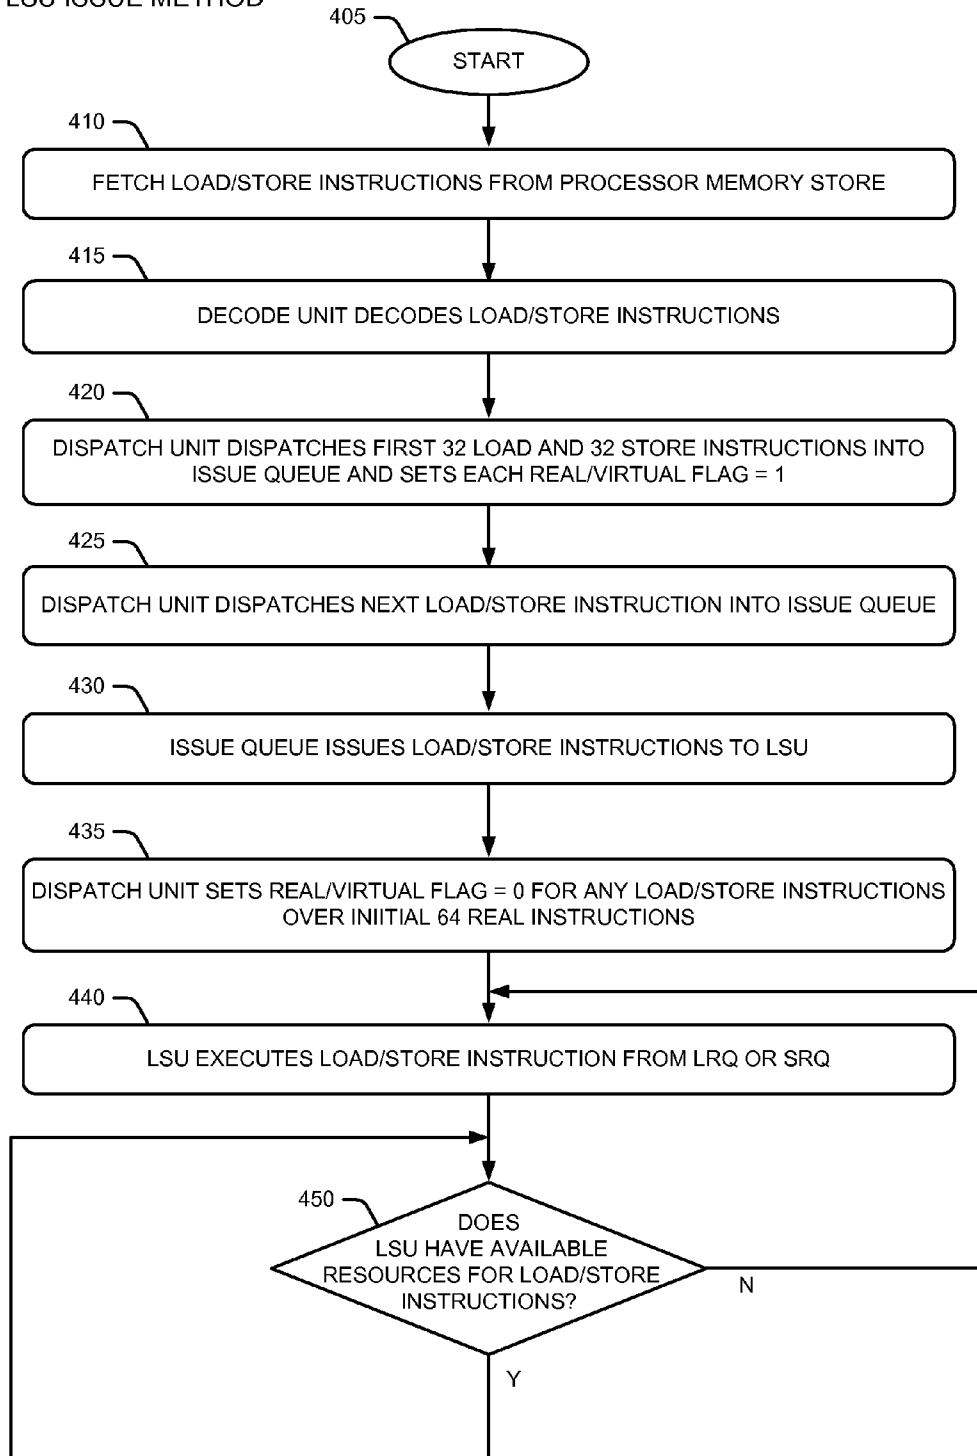 LSU ISSUE METHOD
405
START
410
FETCH LOAD/STORE INSTRUCTIONS FROM PROCESSOR MEMORY STORE
415
DECODE UNIT DECODES LOAD/STORE INSTRUCTIONS
420
DISPATCH UNIT DISPATCHES FIRST 32 LOAD AND 32 STORE INSTRUCTIONS INTO
ISSUE QUEUE AND SETS EACH REAL/VIRTUAL FLAG = 1
425
DISPATCH UNIT DISPATCHES NEXT LOAD/STORE INSTRUCTION INTO ISSUE QUEUE
430
ISSUE QUEUE ISSUES LOAD/STORE INSTRUCTIONS TO LSU
435
DISPATCH UNIT SETS REAL/VIRTUAL FLAG = 0 FOR ANY LOAD/STORE INSTRUCTIONS
OVER INIITIAL 64 REAL INSTRUCTIONS
440
LSU EXECUTES LOAD/STORE INSTRUCTION FROM LRQ OR SRQ
450
DOES
LSU HAVE AVAILABLE
RESOURCES FOR LOAD/STORE
INSTRUCTIONS?
N
Y